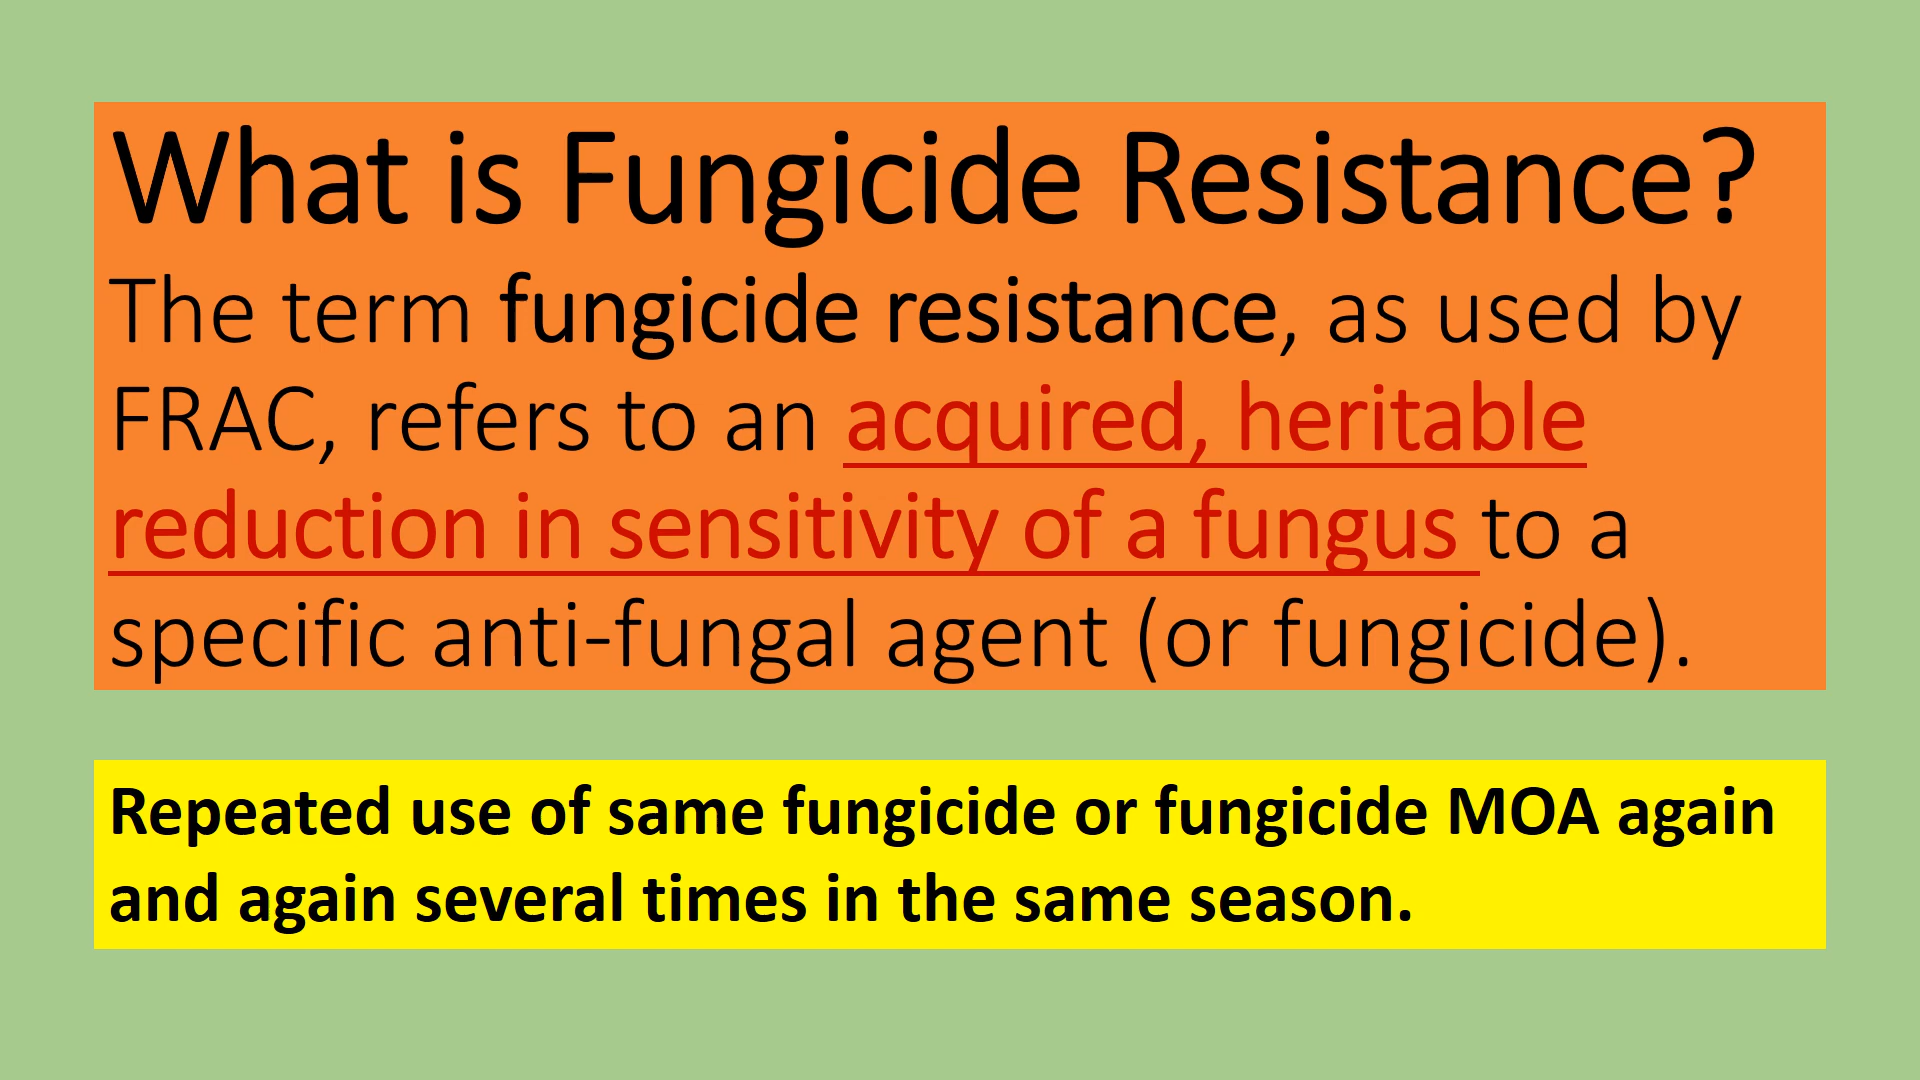 What is Fungicide Resistance?
The term fungicide resistance, as used by
FRAC, refers to an acquired, heritable
reduction in sensitivity of a fungus to a
specific anti-fungal agent (or fungicide).
Repeated use of same fungicide or fungicide MOA again
and again several times in the same season.